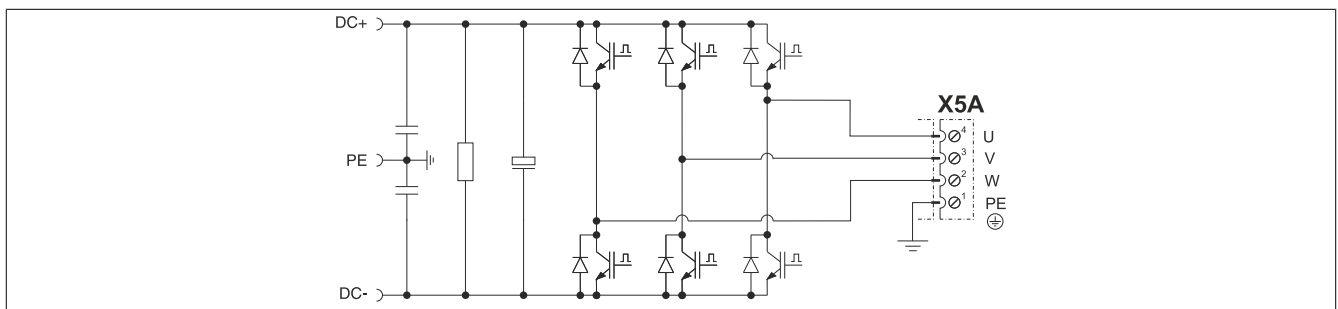 DC+
X5A
4 U
PE
3 V
2 W
1 PE
DC-